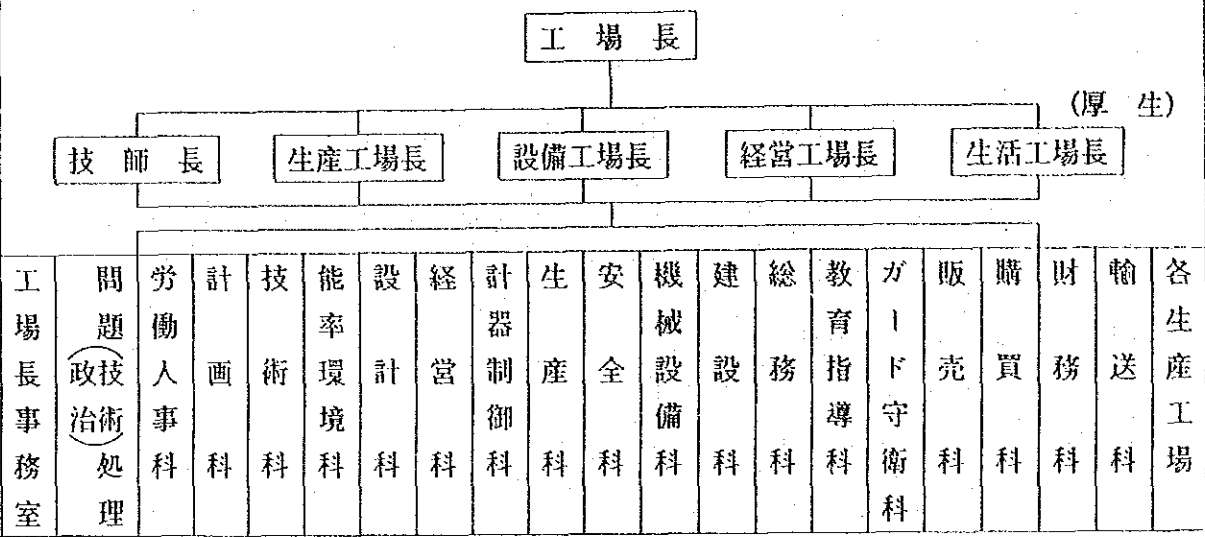 工場長
(厚生)
技師長
生産工場長
設備工場長
経営工場長
生活工場長
工場長事務室
問題(技術政治)処理
労働人事科
計画科
技術科
能率環境科
設計科
経営科
計器制御科
生産科
安全科
機械設備科
建設科
総務科
教育指導科
ガード守衛科
販売科
購買科
財務科
輸送科
各生産工場